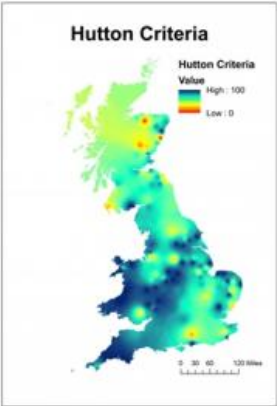 Hutton Criteria
Hutton Criteria
Value
High : 100
Low : 0
0 30 60 120 Miles